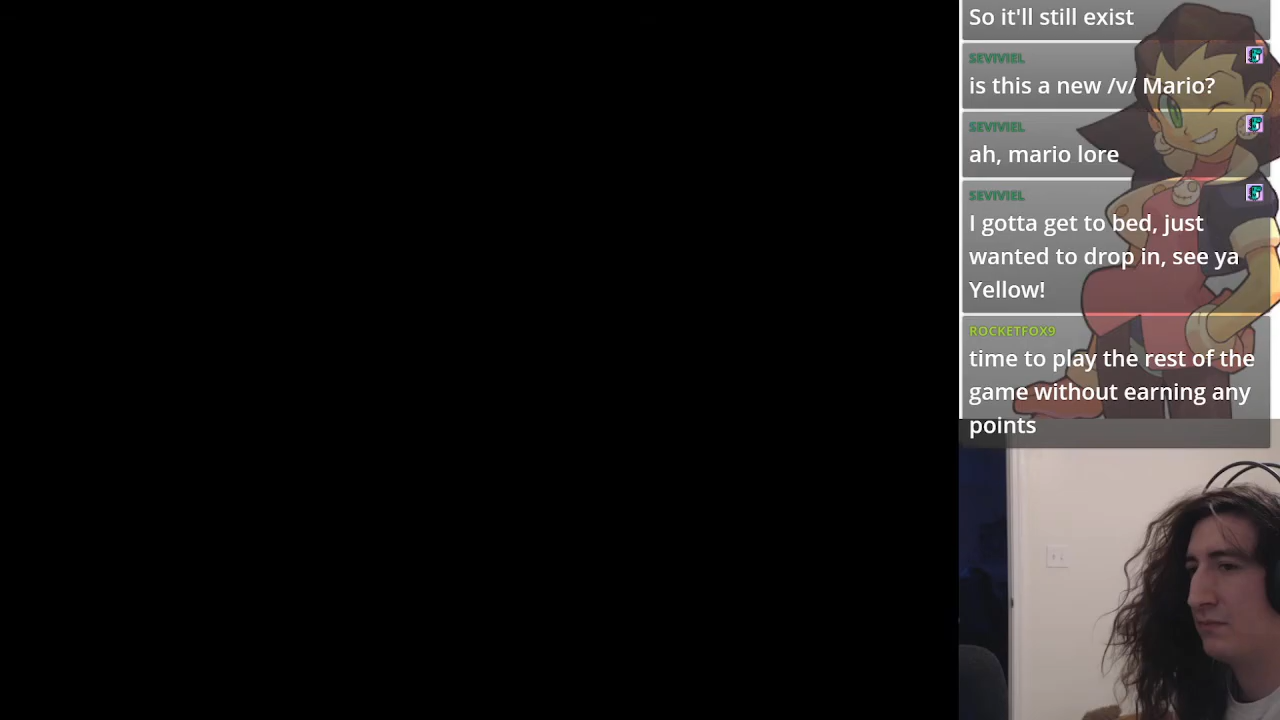 So it'll still exist
SEVIVIEL
is this a new /v/ Mario?
SEVIVIEL
ah, mario lore
SEVIVIEL
I gotta get to bed, just
wanted to drop in, see ya
Yellow!
ROCKETFOX9
time to play the rest of the
game without earning any
points